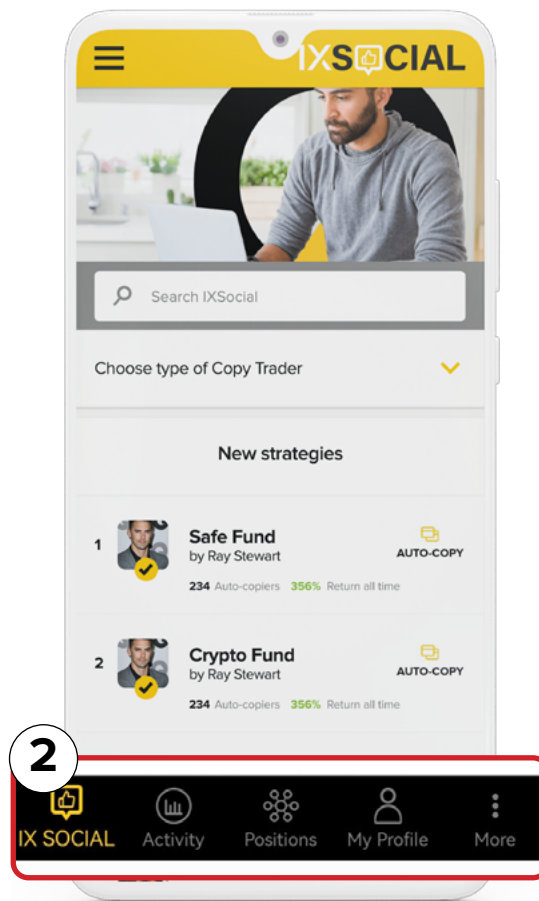 IXSOCIAL
Search IXSocial
Choose type of Copy Trader
New strategies
1
Safe Fund
by Ray Stewart
AUTO-COPY
234 Auto-copiers 356% Return all time
2
Crypto Fund
by Ray Stewart
AUTO-COPY
234 Auto-copiers 356% Return all time
2
IX SOCIAL Activity Positions My Profile More